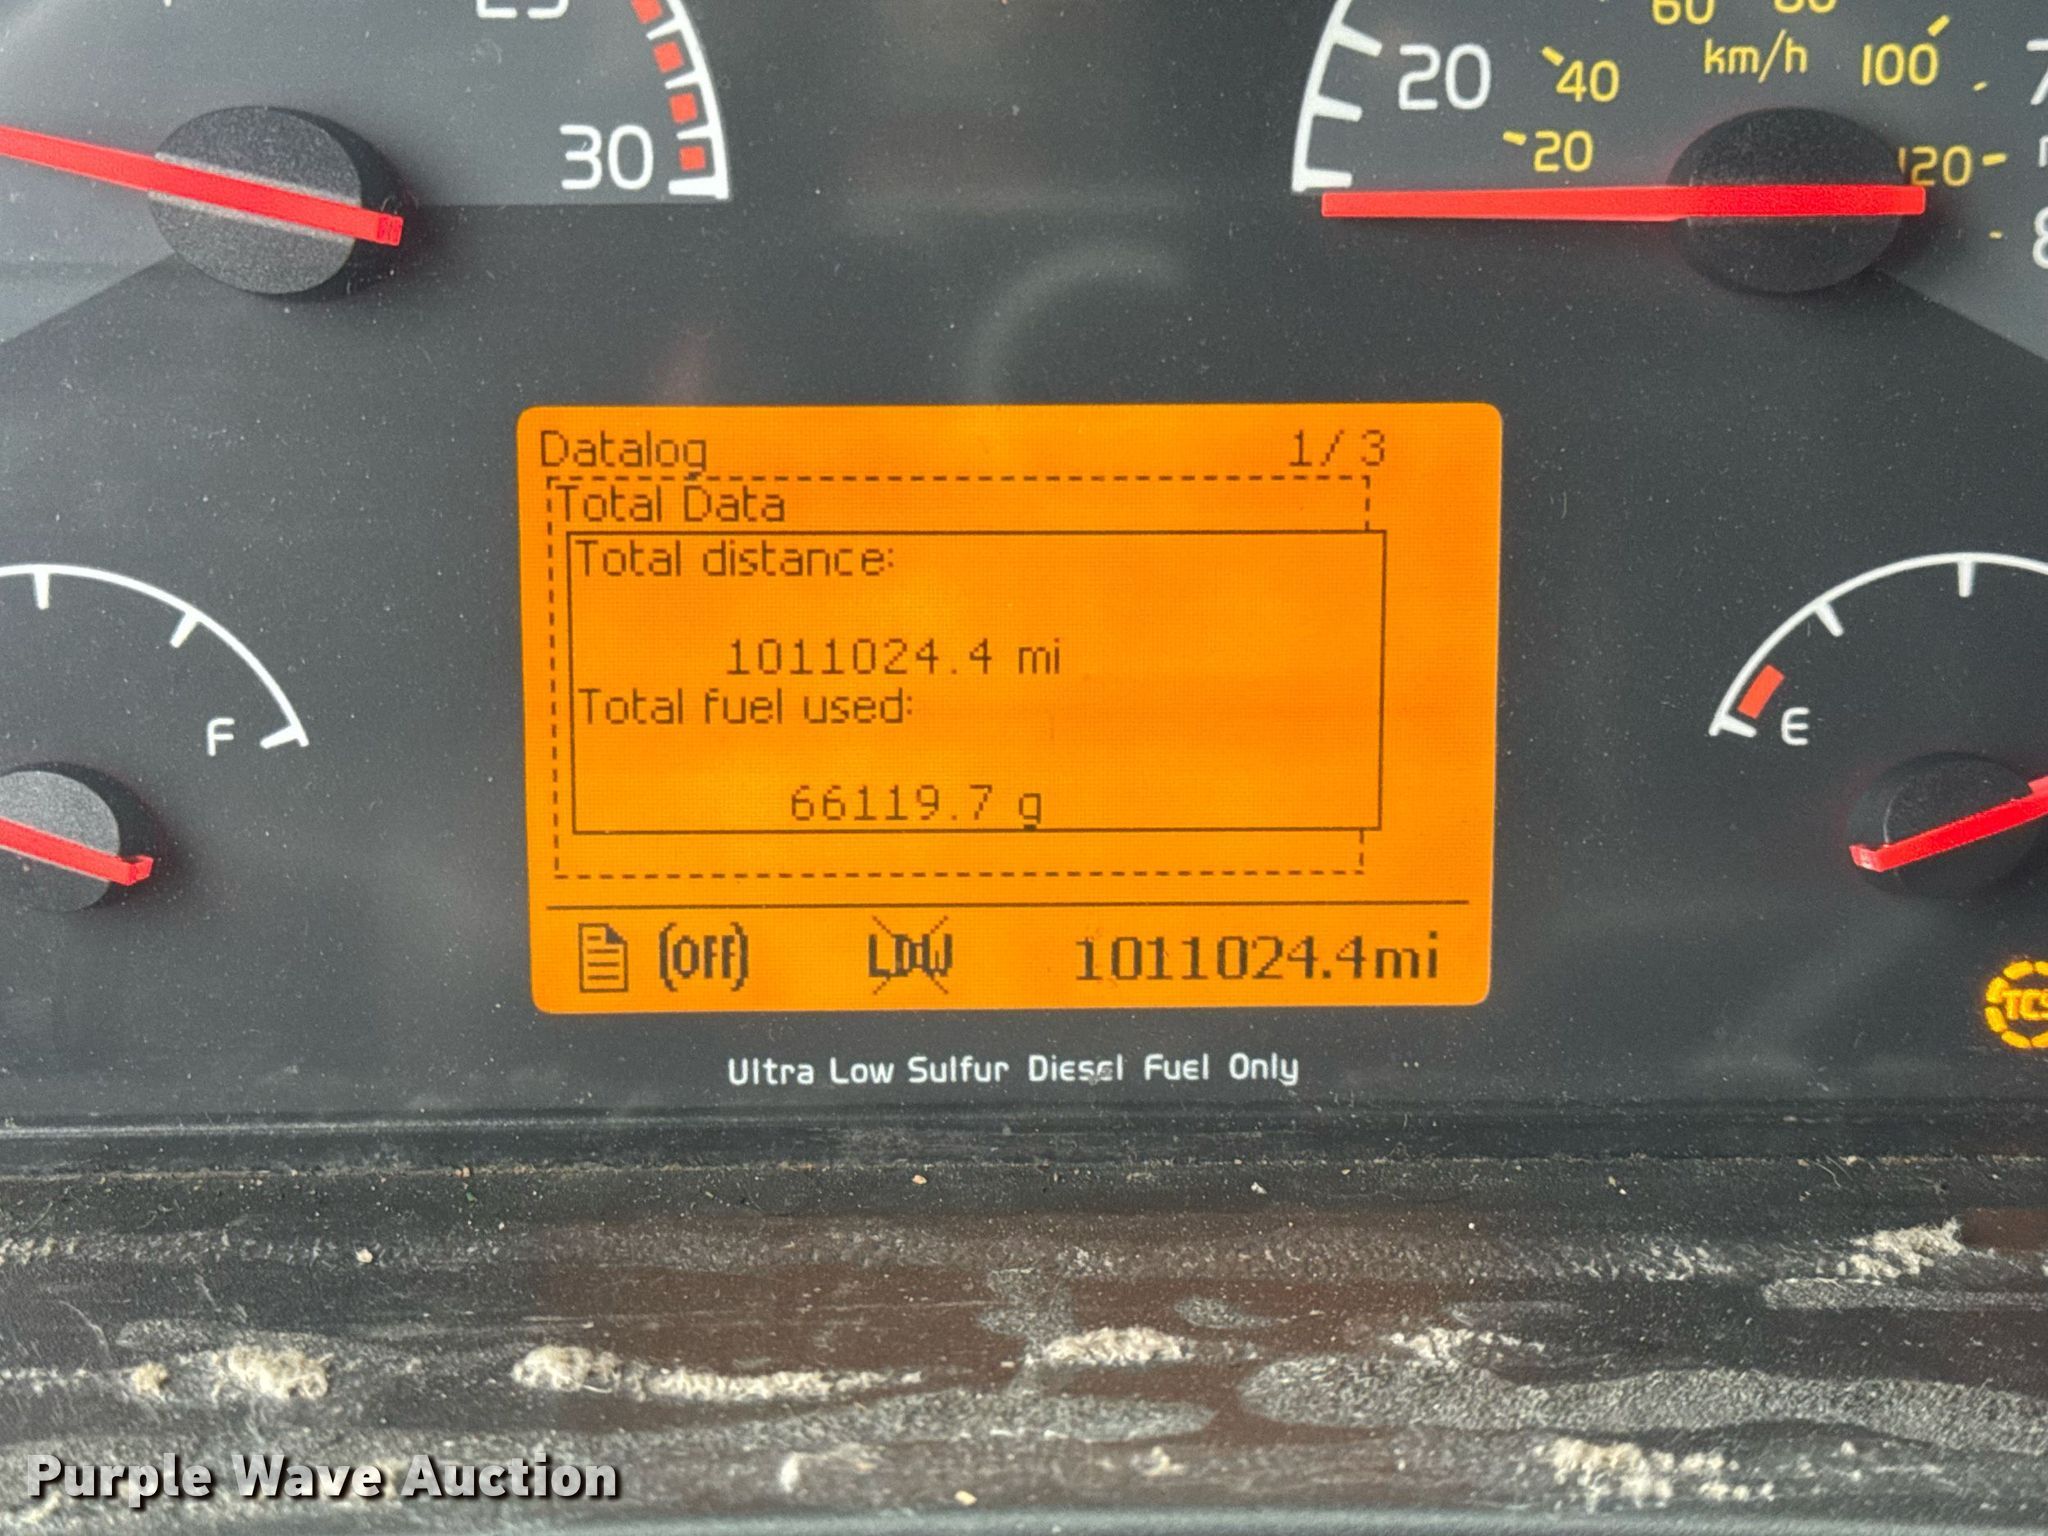 30
20
40
20
km/h
100
120
Datalog 1/3
Total Data
Total distance:
1011024.4 mi
Total fuel used:
66119.7 g
F
E
(OFF) LDW 1011024.4mi
TCS
Ultra Low Sulfur Diesel Fuel Only
Purple Wave Auction